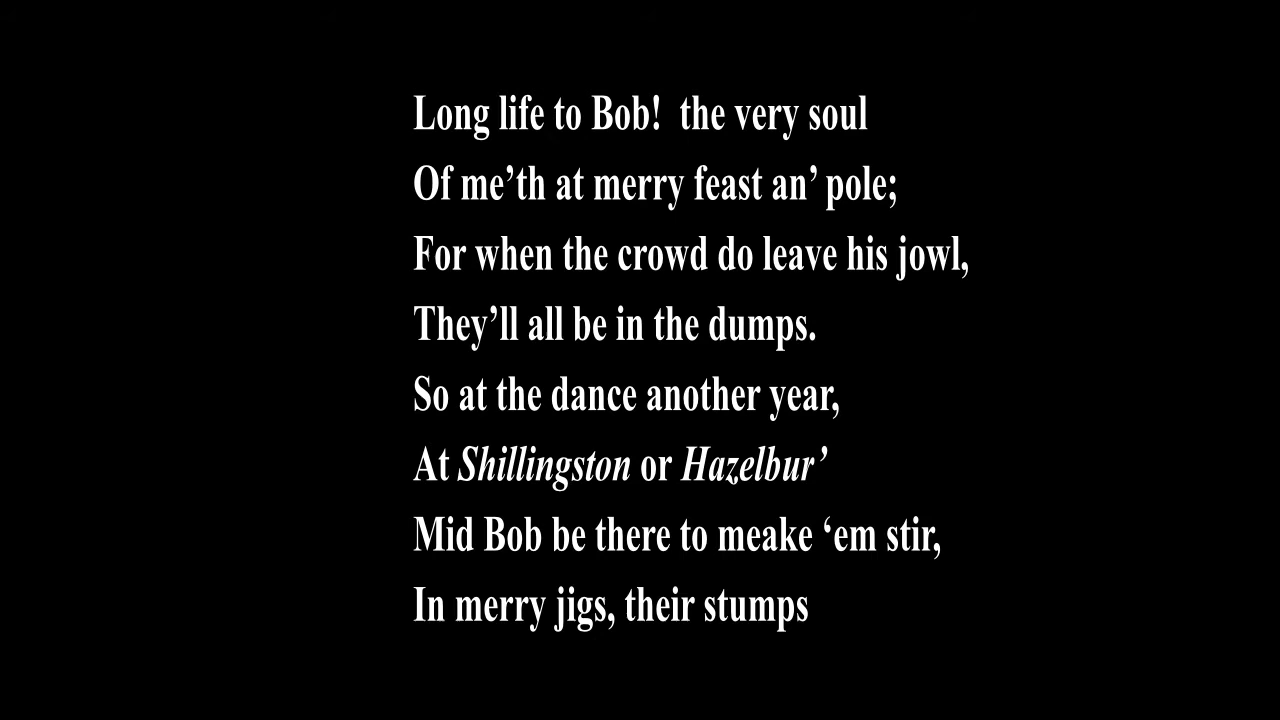 Long life to Bob!  the very soul
Of me’th at merry feast an’ pole;
For when the crowd do leave his jowl,
They’ll all be in the dumps.
So at the dance another year,
At Shillingston or Hazelbur’
Mid Bob be there to meake ‘em stir,
In merry jigs, their stumps